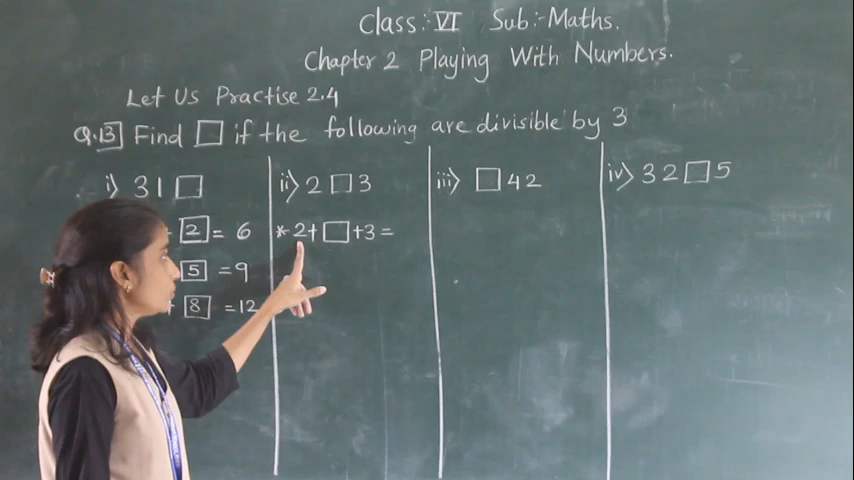 Class:- VI Sub:- Maths.
Chapter 2 Playing With Numbers.
Let Us Practise 2.4
Q.13] Find □ if the following are divisible by 3
i) 31□
ii) 2□3
iii) □42
iv) 32□5
+ 2 = 6
5 = 9
+ 8 = 12
* 2+□+3=